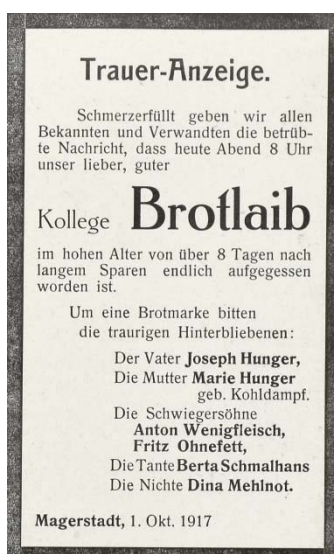 Trauer-Anzeige.
Schmerzerfüllt geben wir allen
Bekannten und Verwandten die betrüb-
te Nachricht, dass heute Abend 8 Uhr
unser lieber, guter
Kollege Brotlaib
im hohen Alter von über 8 Tagen nach
langem Sparen endlich aufgegessen
worden ist.
Um eine Brotmarke bitten
die traurigen Hinterbliebenen:
Der Vater Joseph Hunger,
Die Mutter Marie Hunger
geb. Kohldampf.
Die Schwiegersöhne
Anton Wenigfleisch,
Fritz Ohnefett,
Die Tante Berta Schmalhans
Die Nichte Dina Mehlnot.
Magerstadt, 1. Okt. 1917